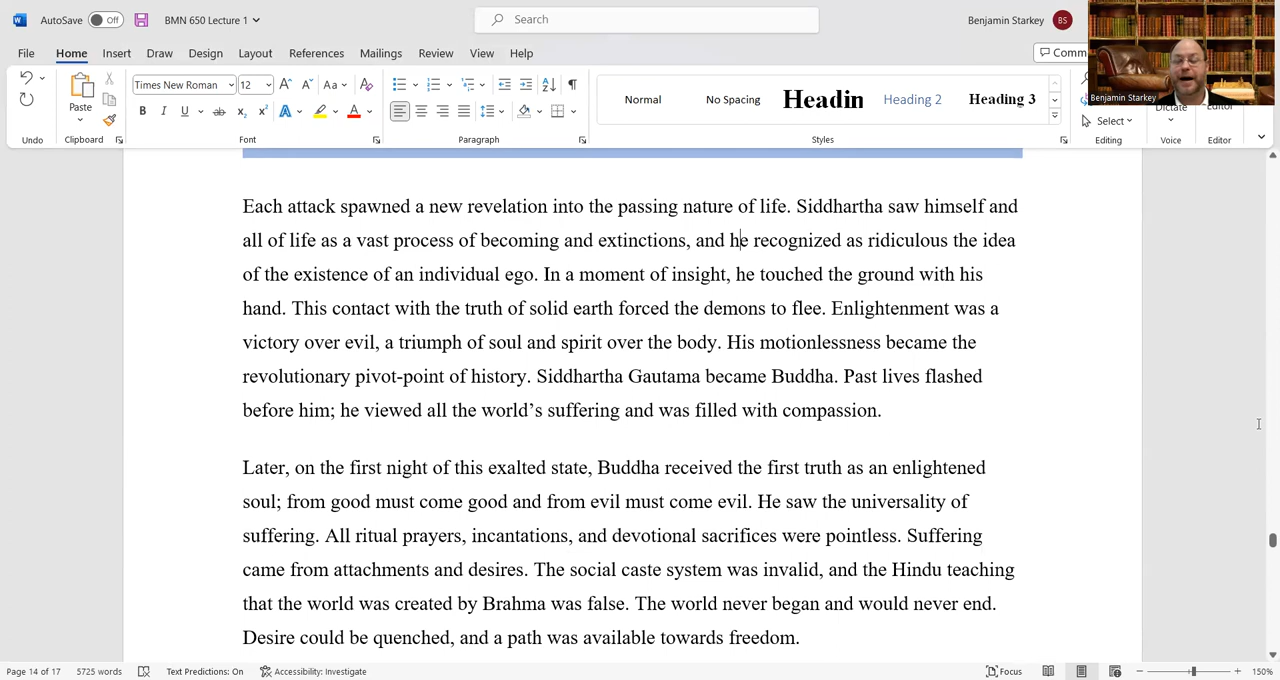 AutoSave Off BMN 650 Lecture 1 Search Benjamin Starkey BS
File Home Insert Draw Design Layout References Mailings Review View Help Comm
Times New Roman 12 Aa
Paste Normal No Spacing Headin Heading 2 Heading 3 Dictate Editor
Benjamin Starkey
Select
Undo Clipboard Font Paragraph Styles Editing Voice Editor
Each attack spawned a new revelation into the passing nature of life. Siddhartha saw himself and
all of life as a vast process of becoming and extinctions, and he recognized as ridiculous the idea
of the existence of an individual ego. In a moment of insight, he touched the ground with his
hand. This contact with the truth of solid earth forced the demons to flee. Enlightenment was a
victory over evil, a triumph of soul and spirit over the body. His motionlessness became the
revolutionary pivot-point of history. Siddhartha Gautama became Buddha. Past lives flashed
before him; he viewed all the world’s suffering and was filled with compassion.
Later, on the first night of this exalted state, Buddha received the first truth as an enlightened
soul; from good must come good and from evil must come evil. He saw the universality of
suffering. All ritual prayers, incantations, and devotional sacrifices were pointless. Suffering
came from attachments and desires. The social caste system was invalid, and the Hindu teaching
that the world was created by Brahma was false. The world never began and would never end.
Desire could be quenched, and a path was available towards freedom.
Page 14 of 17 5725 words Text Predictions: On Accessibility: Investigate Focus 150%